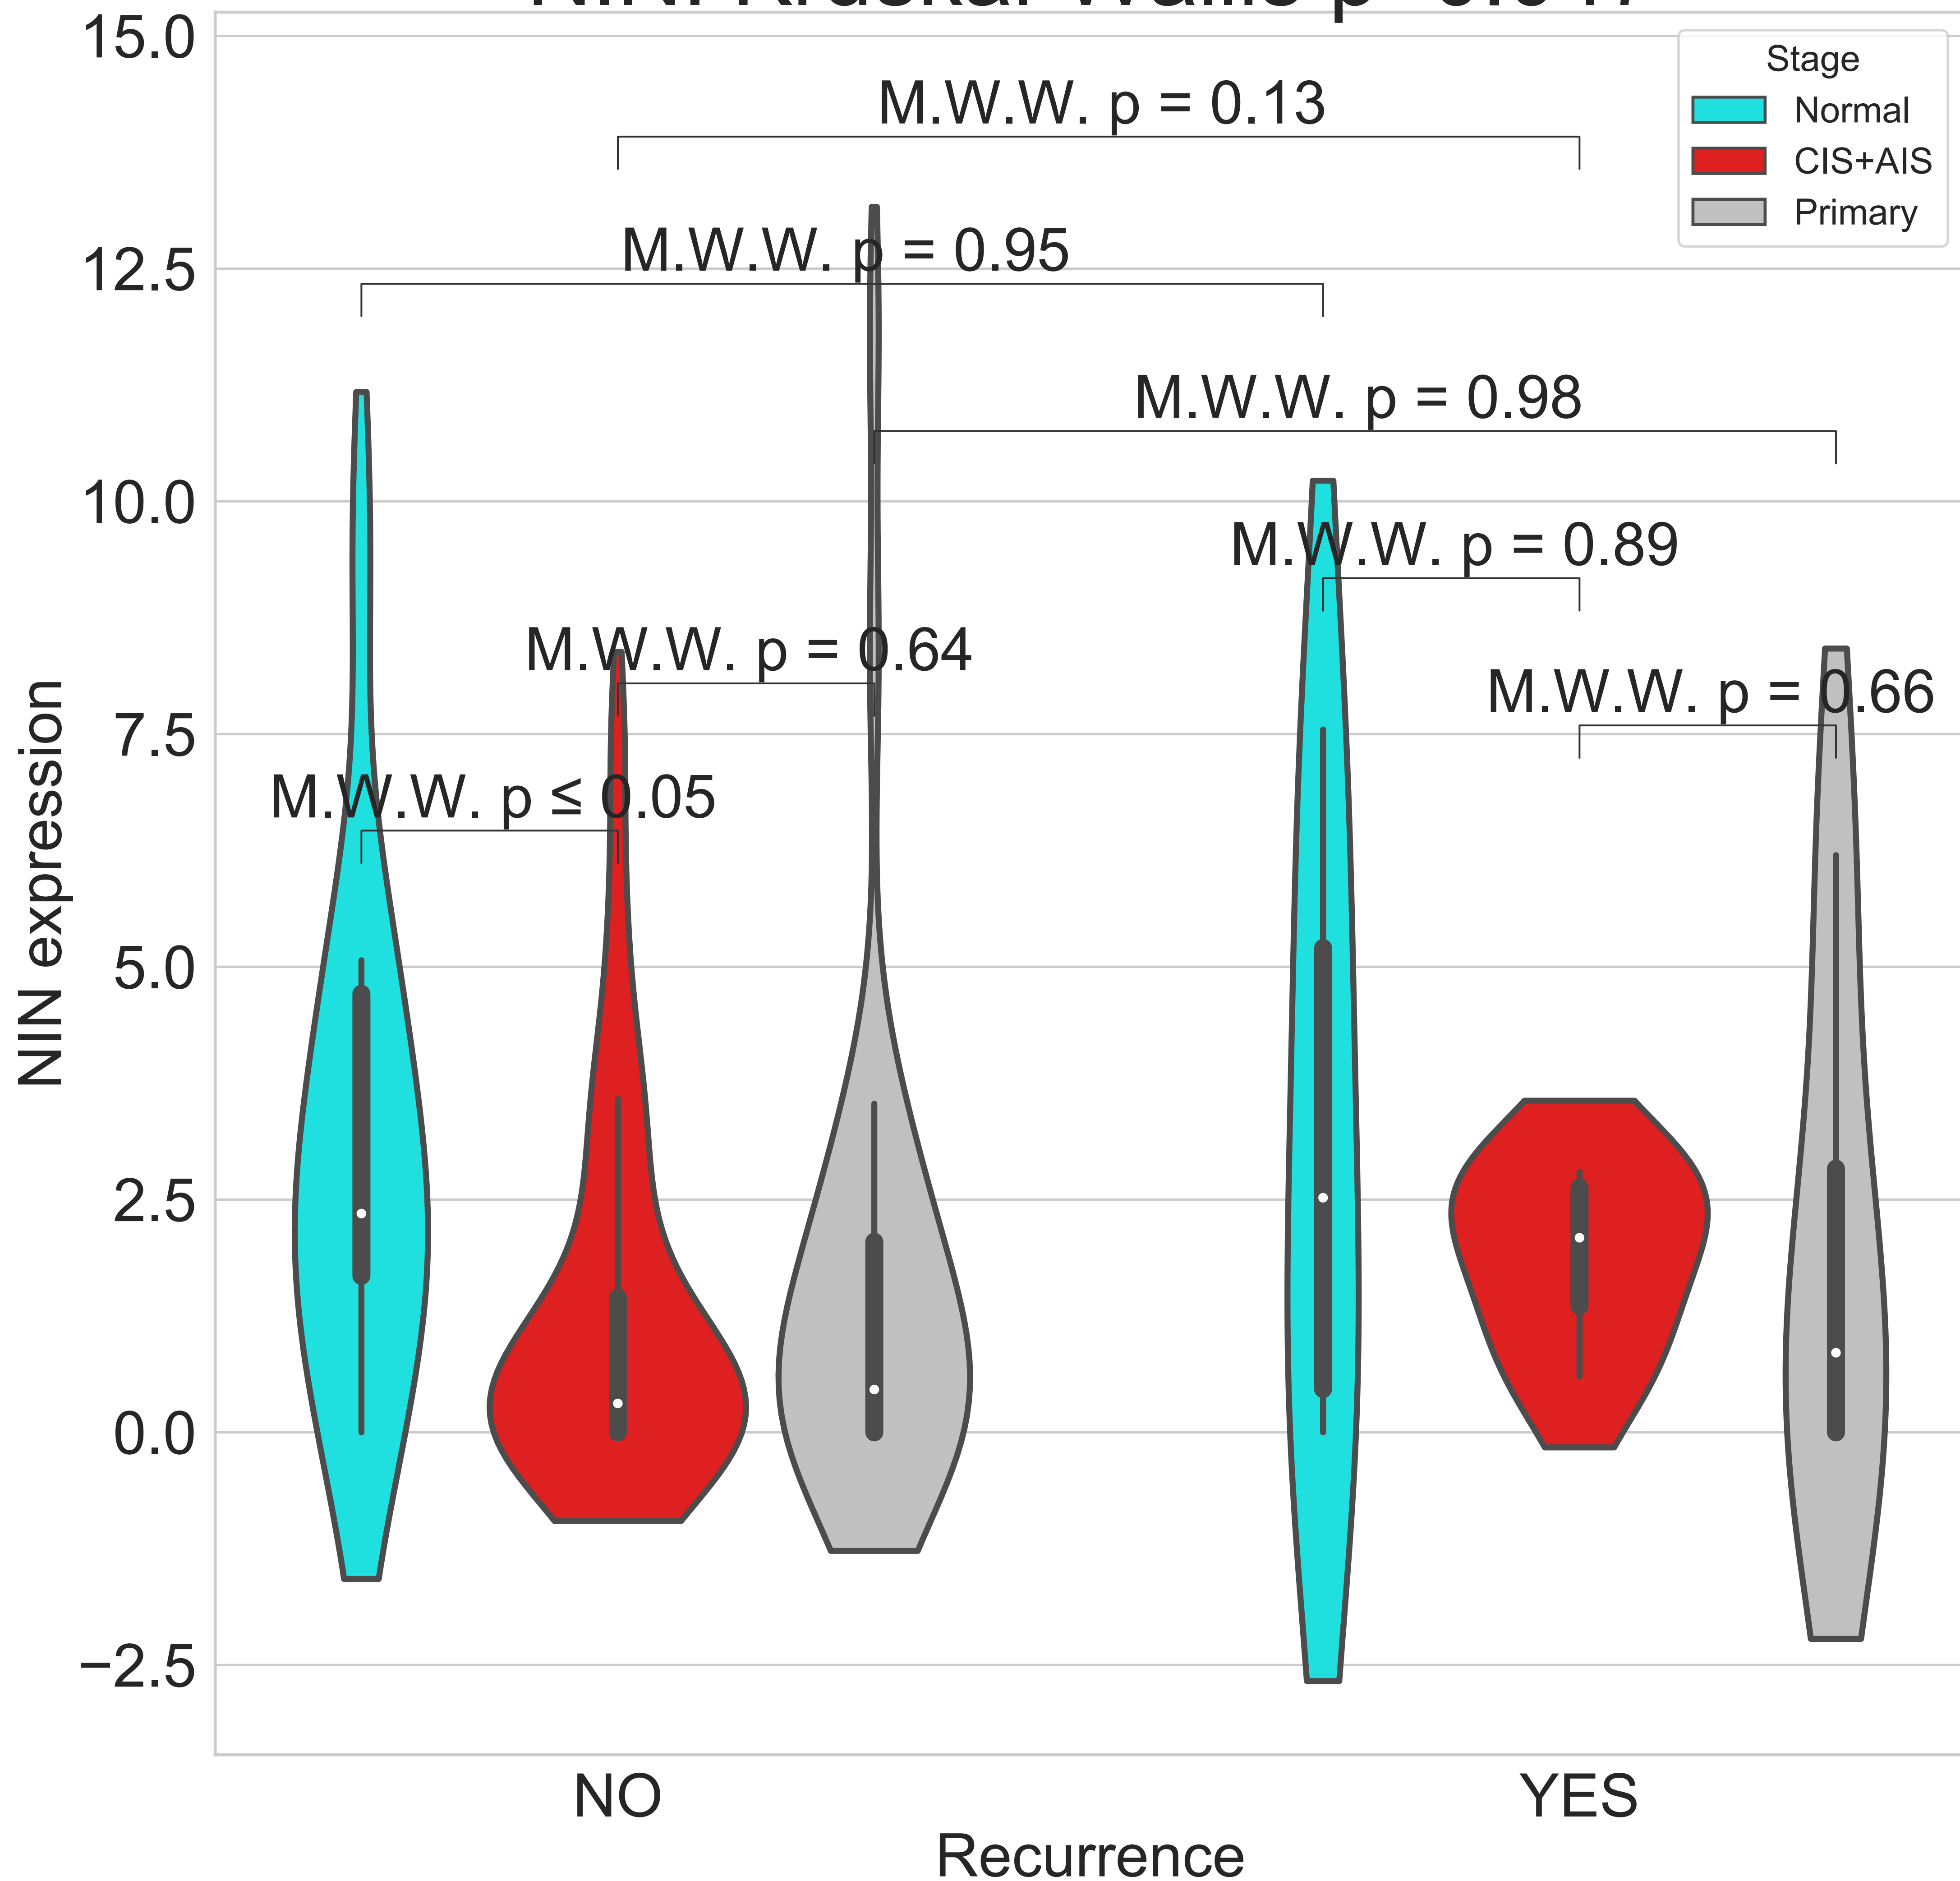 15.0
12.5
10.0
7.5
5.0
2.5
0.0
−2.5
NIN expression
M.W.W. p = 0.13
M.W.W. p = 0.95
M.W.W. p = 0.98
M.W.W. p = 0.89
M.W.W. p = 0.64
M.W.W. p = 0.66
M.W.W. p ≤ 0.05
Stage
Normal
CIS+AIS
Primary
NO
YES
Recurrence